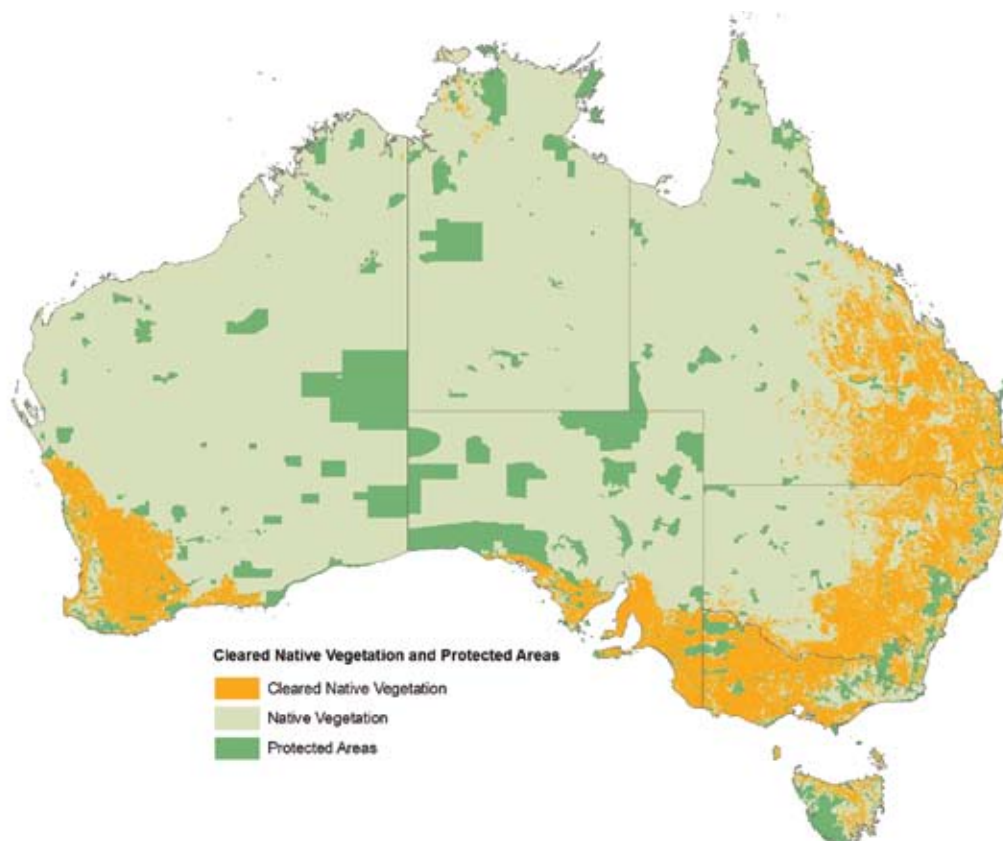 Cleared Native Vegetation and Protected Areas
Cleared Native Vegetation
Native Vegetation
Protected Areas